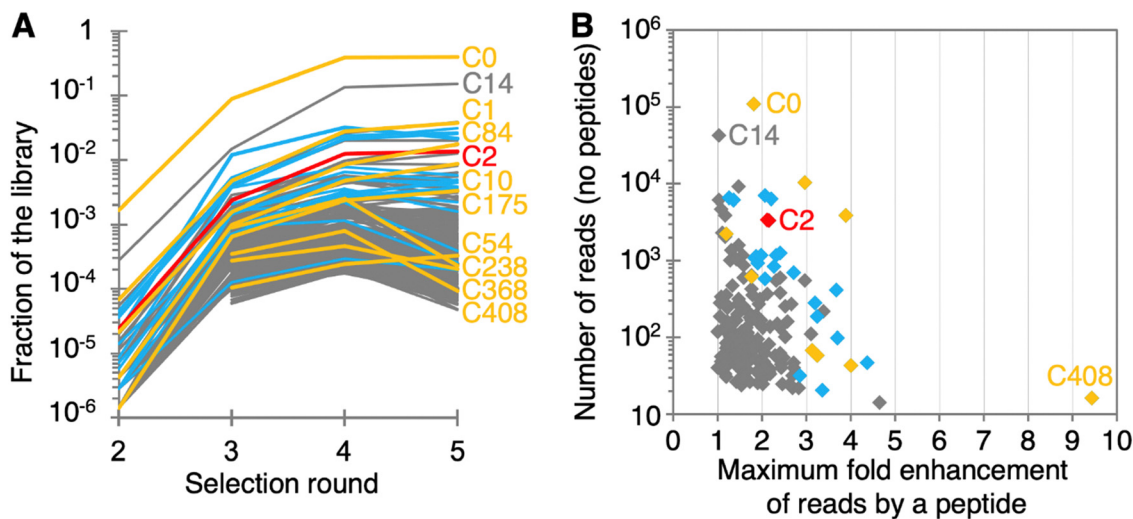 A
Fraction of the library
1
10-1
10-2
10-3
10-4
10-5
10-6
2
3
4
5
Selection round
C0
C14
C1
C84
C2
C10
C175
C54
C238
C368
C408
B
Number of reads (no peptides)
10^6
10^5
10^4
10^3
10^2
10
0
1
2
3
4
5
6
7
8
9
10
Maximum fold enhancement
of reads by a peptide
C0
C14
C2
C408